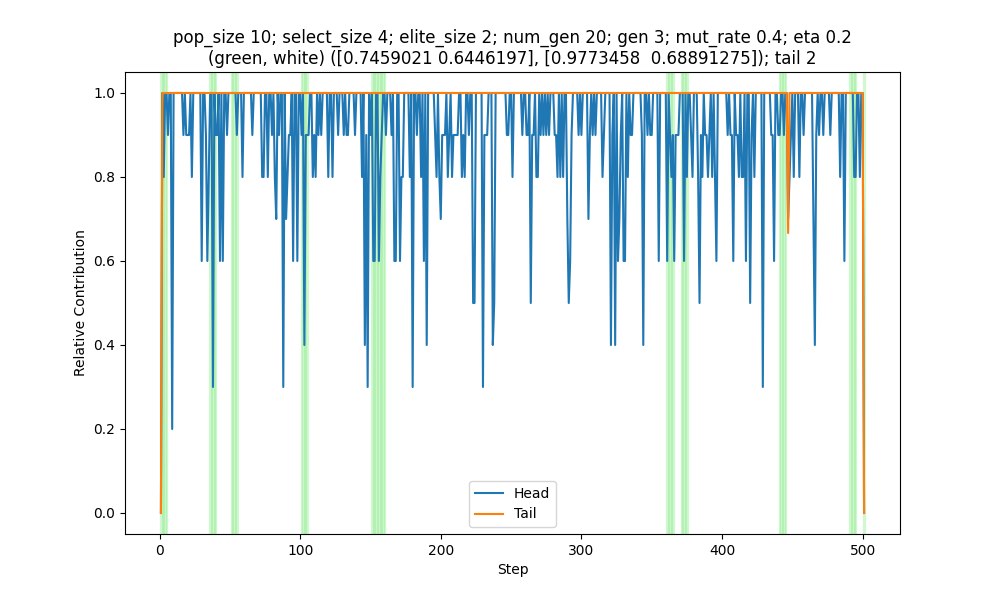 pop_size 10; select_size 4; elite_size 2; num_gen 20; gen 3; mut_rate 0.4; eta 0.2
(green, white) ([0.7459021 0.6446197], [0.9773458  0.68891275]); tail 2
Relative Contribution
1.0
0.8
0.6
0.4
0.2
0.0
Head
Tail
0 100 200 300 400 500
Step